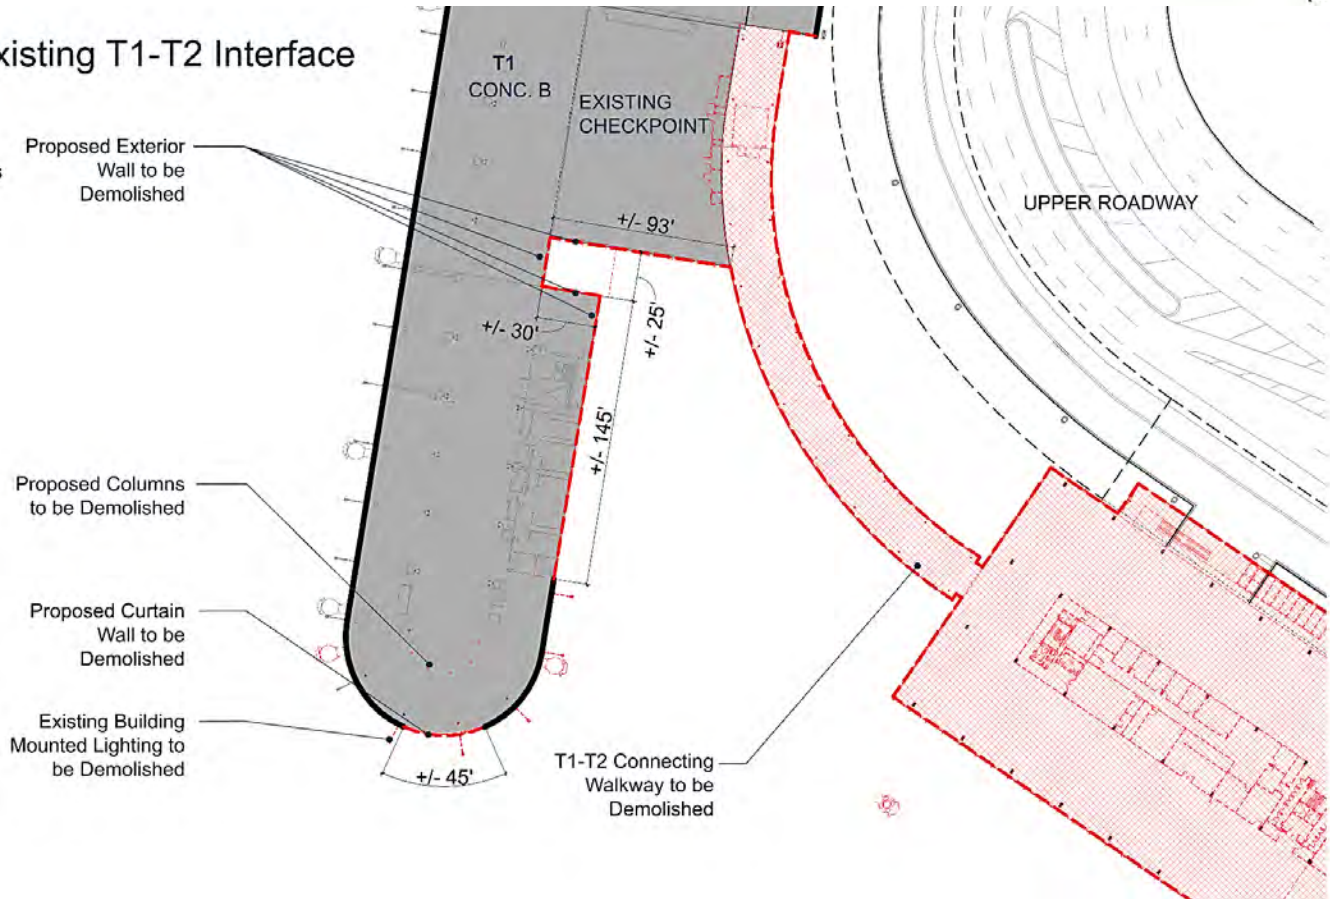 xisting T1-T2 Interface
T1
CONC. B
EXISTING
CHECKPOINT
Proposed Exterior
Wall to be
Demolished
s
UPPER ROADWAY
+/- 93'
+/- 30'
+/- 25'
+/- 145'
Proposed Columns
to be Demolished
Proposed Curtain
Wall to be
Demolished
Existing Building
Mounted Lighting to
be Demolished
+/- 45'
T1-T2 Connecting
Walkway to be
Demolished